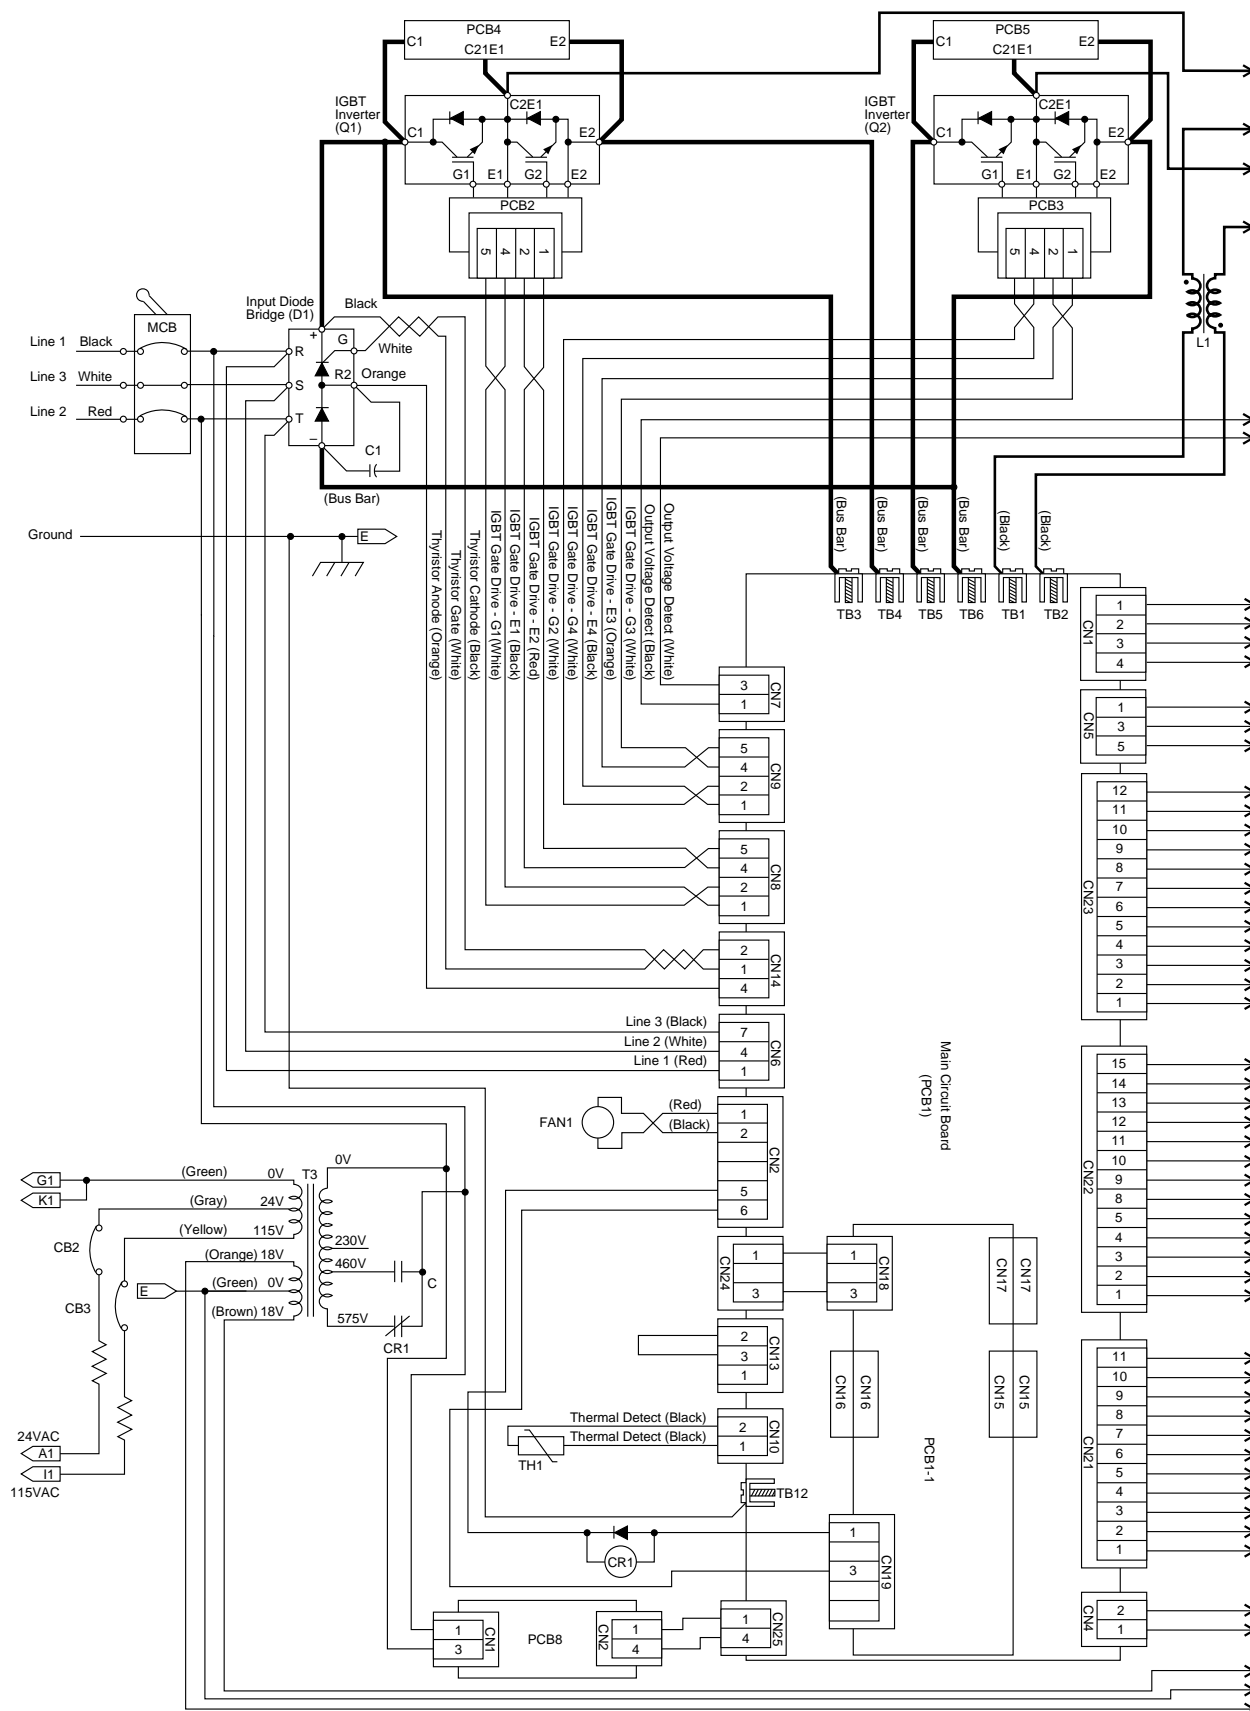 PCB4
C1
E2
C21E1
PCB5
C1
E2
C21E1
IGBT
Inverter
(Q1)
C2E1
C1
E2
G1
E1
G2
E2
PCB2
5
4
2
1
IGBT
Inverter
(Q2)
C2E1
C1
E2
G1
E1
G2
E2
PCB3
5
4
2
1
L1
MCB
Line 1
Black
Line 3
White
Line 2
Red
Input Diode
Bridge (D1)
Black
+
G
White
R
R2
Orange
S
T
–
C1
(Bus Bar)
Ground
E
Thyristor Anode (Orange)
Thyristor Gate (White)
Thyristor Cathode (Black)
IGBT Gate Drive - G1(White)
IGBT Gate Drive - E1 (Black)
IGBT Gate Drive - E2 (Red)
IGBT Gate Drive - G2 (White)
IGBT Gate Drive - G4 (White)
IGBT Gate Drive - E4 (Black)
IGBT Gate Drive - E3 (Orange)
IGBT Gate Drive - G3 (White)
Output Voltage Detect (Black)
Output Voltage Detect (White)
(Bus Bar)
(Bus Bar)
(Bus Bar)
(Bus Bar)
(Black)
(Black)
TB3
TB4
TB5
TB6
TB1
TB2
CN1
1
2
3
4
CN5
1
3
5
CN23
12
11
10
9
8
7
6
5
4
3
2
1
CN22
15
14
13
12
11
10
9
8
5
4
3
2
1
CN21
11
10
9
8
7
6
5
4
3
2
1
CN4
2
1
3
1
CN7
5
4
2
1
CN9
5
4
2
1
CN8
2
1
4
CN14
Line 3 (Black)
Line 2 (White)
Line 1 (Red)
7
4
1
CN6
Main Circuit Board
(PCB1)
FAN1
(Red)
(Black)
1
2
5
6
CN2
CN24
1
3
1
3
CN18
CN17
CN17
2
3
1
CN13
CN16
CN16
CN15
CN15
PCB1-1
Thermal Detect (Black)
Thermal Detect (Black)
TH1
2
1
CN10
TB12
CR1
1
3
CN19
1
3
CN1
PCB8
CN2
1
4
1
4
CN25
G1
K1
(Green)
0V
T3
0V
(Gray)
24V
(Yellow)
115V
CB2
230V
(Orange) 18V
460V
C
E
(Green)
0V
CB3
(Brown) 18V
575V
CR1
24VAC
A1
I1
115VAC